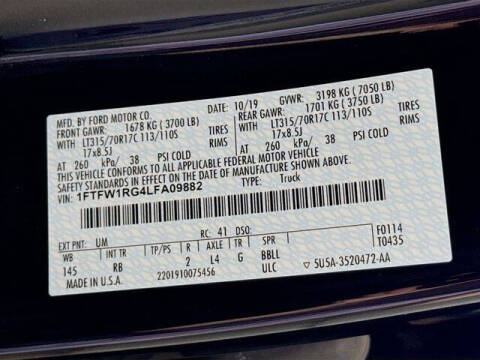 MFD. BY FORD MOTOR CO.
DATE: 10/19 GVWR: 3198 KG ( 7050 LB)
FRONT GAWR: 1678 KG ( 3700 LB) REAR GAWR: 1701 KG ( 3750 LB)
WITH LT315/70R17C 113/110S TIRES WITH LT315/70R17C 113/110S TIRES
17x8.5J RIMS 17x8.5J
AT 260 kPa/ 38 PSI COLD AT 260 kPa/ 38 PSI COLD
THIS VEHICLE CONFORMS TO ALL APPLICABLE FEDERAL MOTOR VEHICLE
SAFETY STANDARDS IN EFFECT ON THE DATE OF MANUFACTURE SHOWN ABOVE.
VIN: 1FTFW1RG4LFA09882
TYPE: Truck
F0114
T0435
EXT PNT: UM RC: 41 DSO:
WB INT TR TP/PS R AXLE TR SPR
145 RB 2 L4 G BBLL
MADE IN U.S.A. 2201910075456 ULC 5U5A-3520472-AA